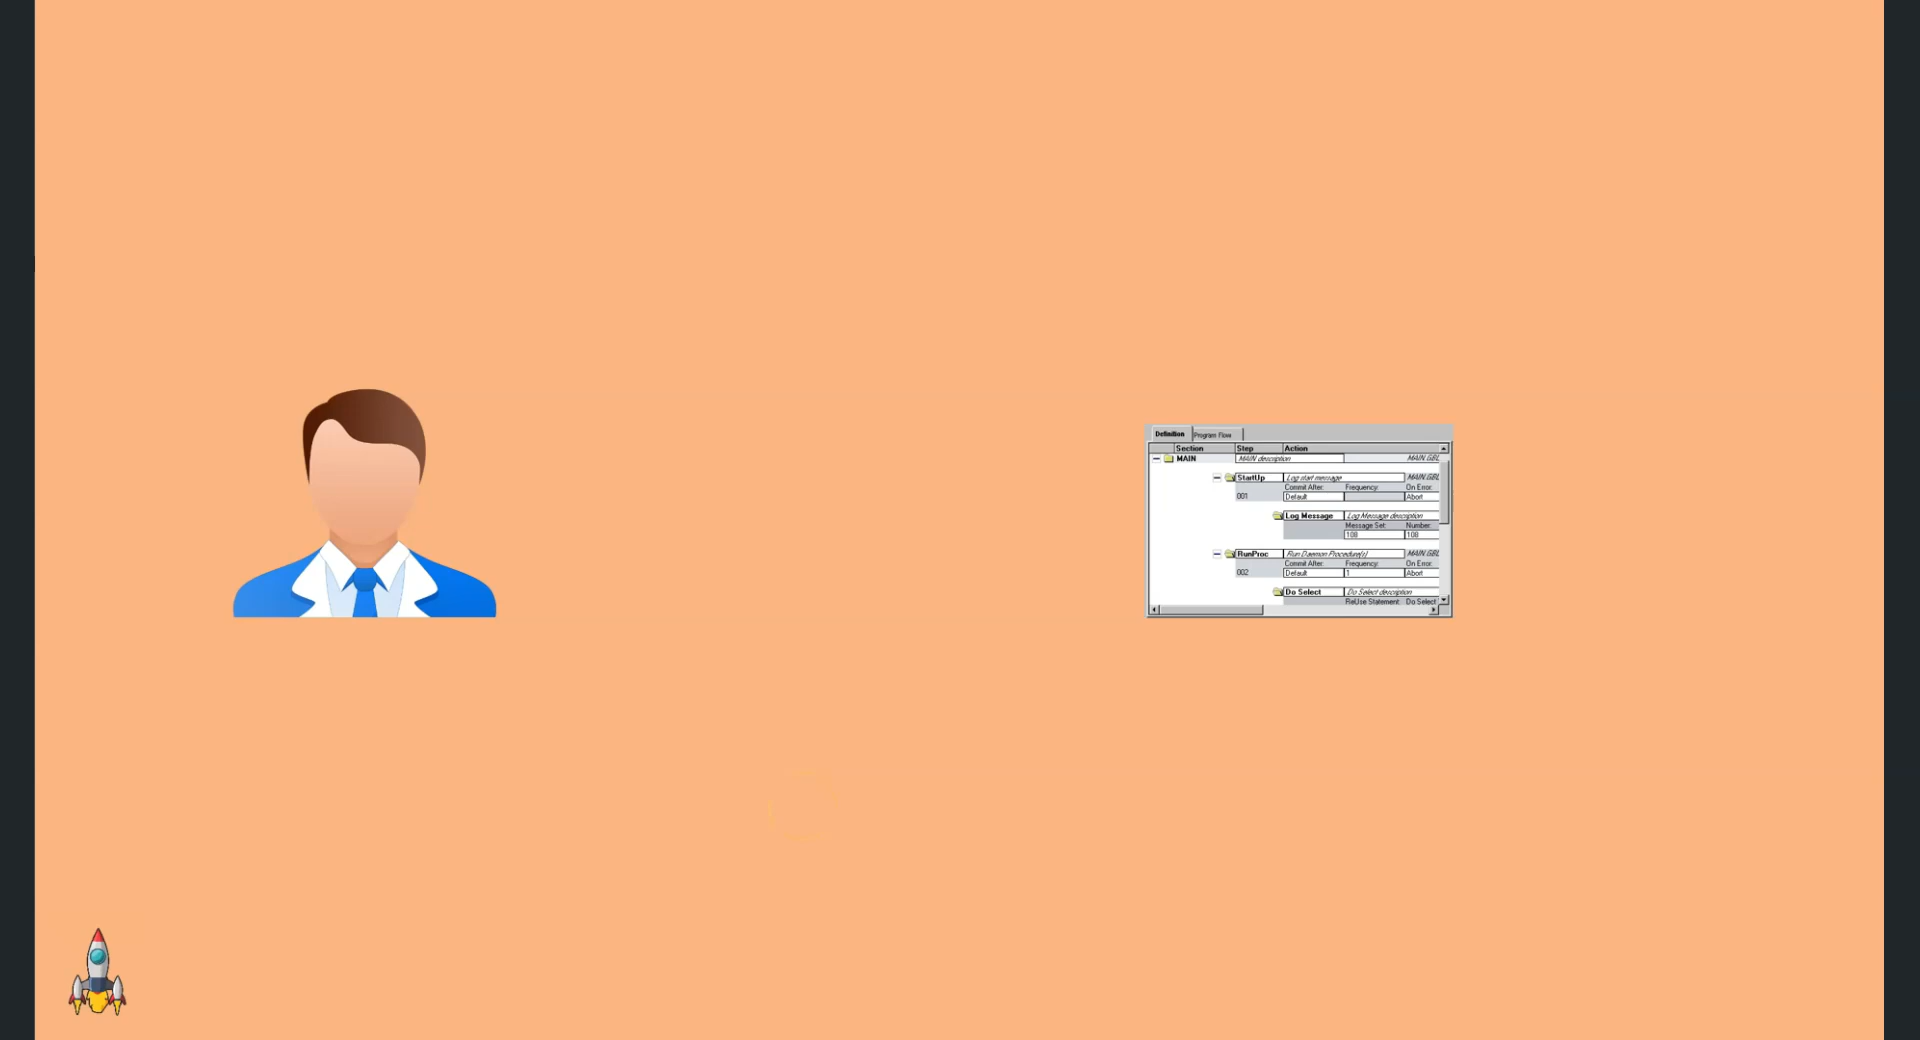 Definition Program Flow
Section Step Action
MAIN MAIN description MAIN.GBL
StartUp Log start message MAIN.GBL
Commit After: Frequency: On Error:
001 Default Abort
Log Message Log Message description
Message Set: Number:
108 108
RunProc Run Daemon Procedure(s) MAIN.GBL
Commit After: Frequency: On Error:
002 Default 1 Abort
Do Select Do Select description
ReUse Statement: Do Select